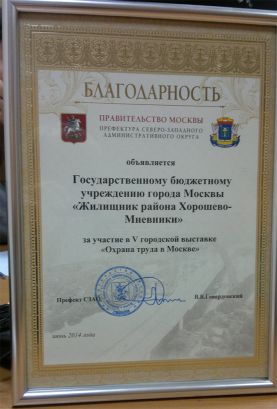 БЛАГОДАРНОСТЬ
ПРАВИТЕЛЬСТВО МОСКВЫ
ПРЕФЕКТУРА СЕВЕРО-ЗАПАДНОГО
АДМИНИСТРАТИВНОГО ОКРУГА
объявляется
Государственному бюджетному
учреждению города Москвы
«Жилищник района Хорошево-
Мневники»
за участие в V городской выставке
«Охрана труда в Москве»
Префект СЗАО В.В.Говердовский
июнь 2014 года